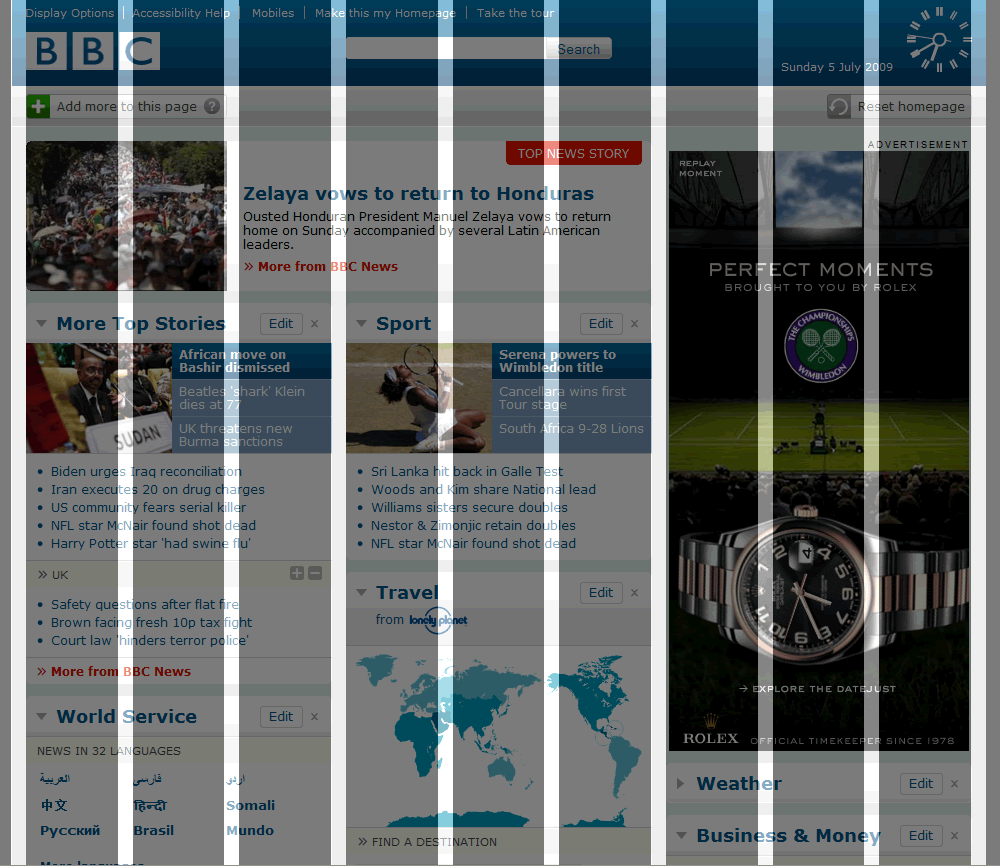 Display Options | Accessibility Help
Mobiles | Make this my Homepage | Take the tour
BBC
Search
Sunday 5 July 2009
Add more to this page ?
Reset homepage
TOP NEWS STORY
Zelaya vows to return to Honduras
Ousted Honduran President Manuel Zelaya vows to return
home on Sunday accompanied by several Latin American
leaders.
» More from BBC News
More Top Stories
Edit x
African move on
Bashir dismissed
Beatles 'shark' Klein
dies at 77
UK threatens new
Burma sanctions
SUDAN
• Biden urges Iraq reconciliation
• Iran executes 20 on drug charges
• US community fears serial killer
• NFL star McNair found shot dead
• Harry Potter star 'had swine flu'
» UK
• Safety questions after flat fire
• Brown facing fresh 10p tax fight
• Court law 'hinders terror police'
» More from BBC News
World Service
Edit x
NEWS IN 32 LANGUAGES
العربية فارسی اردو
中文 हिन्दी Somali
Русский Brasil Mundo
More languages
Sport
Edit x
Serena powers to
Wimbledon title
Cancellara wins first
Tour stage
South Africa 9-28 Lions
• Sri Lanka hit back in Galle Test
• Woods and Kim share National lead
• Williams sisters secure doubles
• Nestor & Zimonjic retain doubles
• NFL star McNair found shot dead
Travel
Edit x
from lonely planet
» FIND A DESTINATION
ADVERTISEMENT
REPLAY
MOMENT
PERFECT MOMENTS
BROUGHT TO YOU BY ROLEX
THE CHAMPIONSHIPS
WIMBLEDON
→ EXPLORE THE DATEJUST
ROLEX OFFICIAL TIMEKEEPER SINCE 1978
Weather
Edit x
Business & Money
Edit x